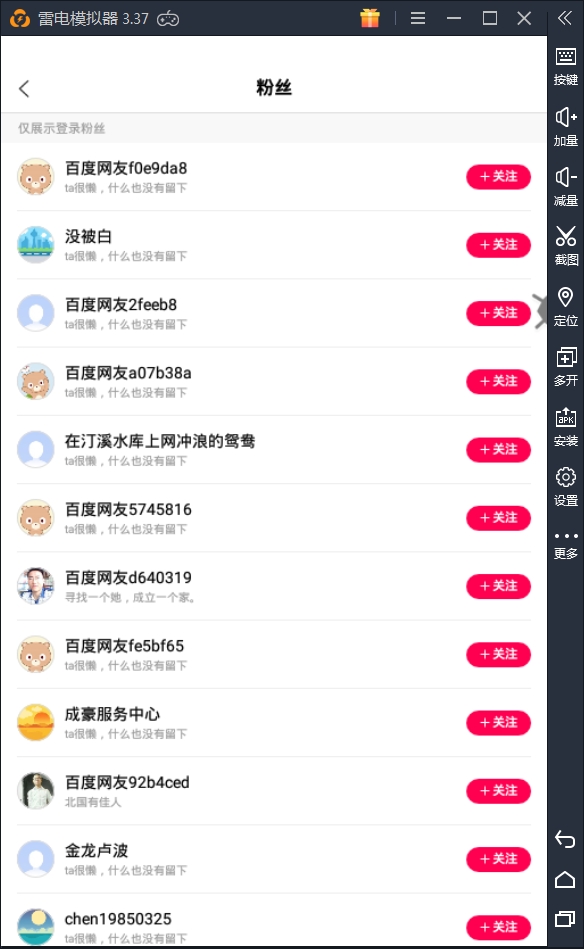 雷电模拟器 3.37
按键
加量
减量
截图
定位
多开
APK
安装
设置
更多
粉丝
仅展示登录粉丝
百度网友f0e9da8
ta很懒，什么也没有留下
+ 关注
没被白
ta很懒，什么也没有留下
+ 关注
百度网友2feeb8
ta很懒，什么也没有留下
+ 关注
百度网友a07b38a
ta很懒，什么也没有留下
+ 关注
在汀溪水库上网冲浪的鸳鸯
ta很懒，什么也没有留下
+ 关注
百度网友5745816
ta很懒，什么也没有留下
+ 关注
百度网友d640319
寻找一个她，成立一个家。
+ 关注
百度网友fe5bf65
ta很懒，什么也没有留下
+ 关注
成豪服务中心
ta很懒，什么也没有留下
+ 关注
百度网友92b4ced
北国有佳人
+ 关注
金龙卢波
ta很懒，什么也没有留下
+ 关注
chen19850325
ta很懒，什么也没有留下
+ 关注